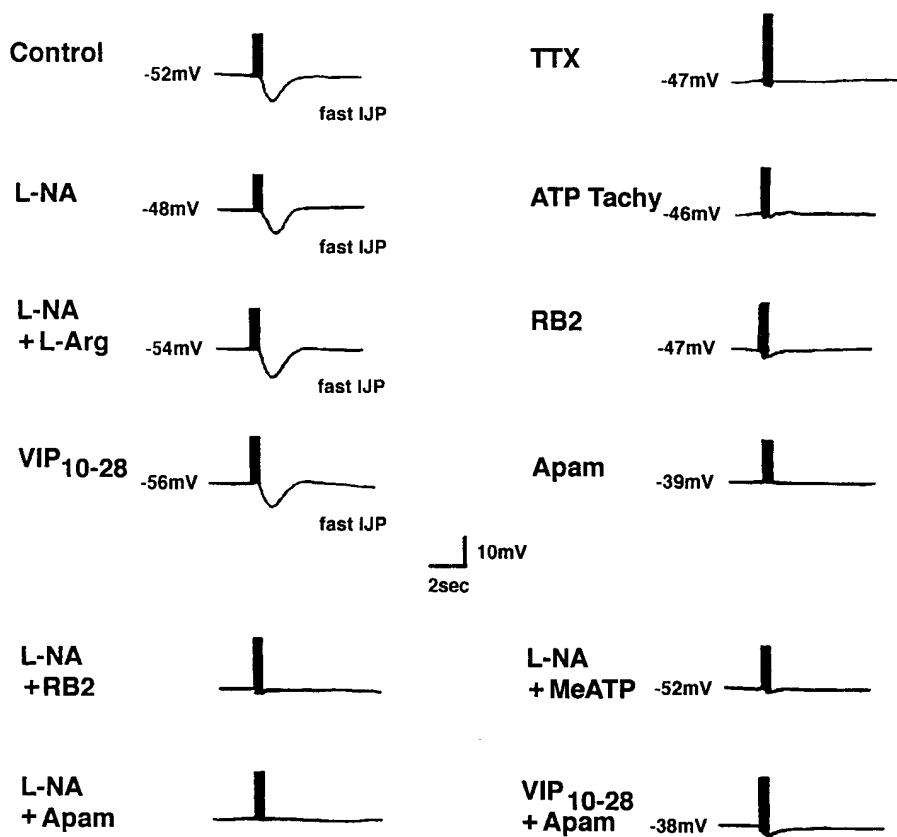 Control
-52mV
fast IJP
TTX
-47mV
L-NA
-48mV
fast IJP
ATP Tachy
-46mV
L-NA
+L-Arg
-54mV
fast IJP
RB2
-47mV
VIP10-28
-56mV
fast IJP
Apam
-39mV
10mV
2sec
L-NA
+RB2
L-NA
+MeATP
-52mV
L-NA
+Apam
VIP10-28
+Apam
-38mV